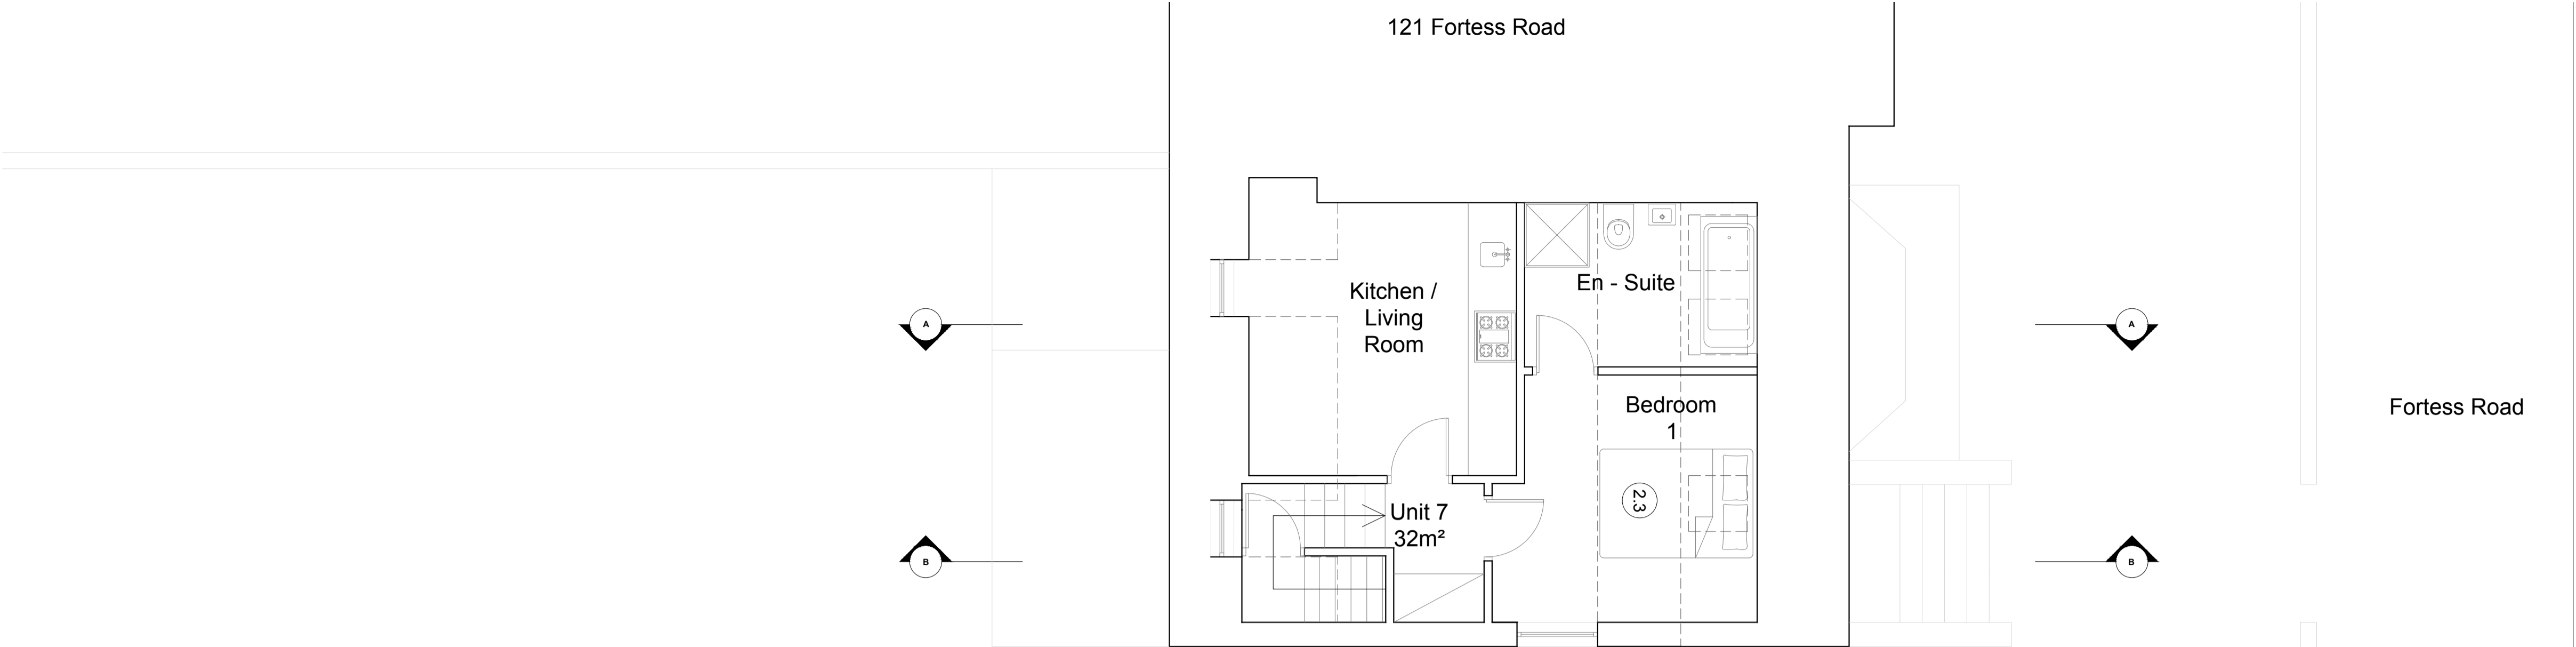 121 Fortess Road
Kitchen /
Living
Room
En - Suite
A
A
Bedroom
1
Fortess Road
2.3
Unit 7
32m²
B
B